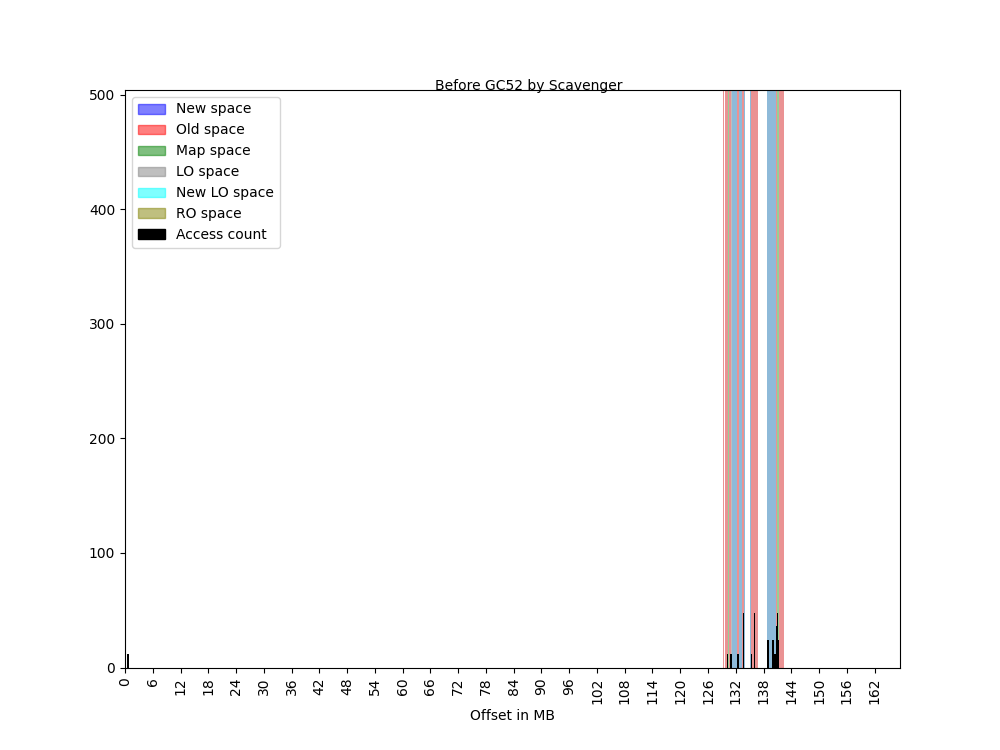 Before GC52 by Scavenger
500
400
300
200
100
0
New space
Old space
Map space
LO space
New LO space
RO space
Access count
0 6 12 18 24 30 36 42 48 54 60 66 72 78 84 90 96 102 108 114 120 126 132 138 144 150 156 162
Offset in MB